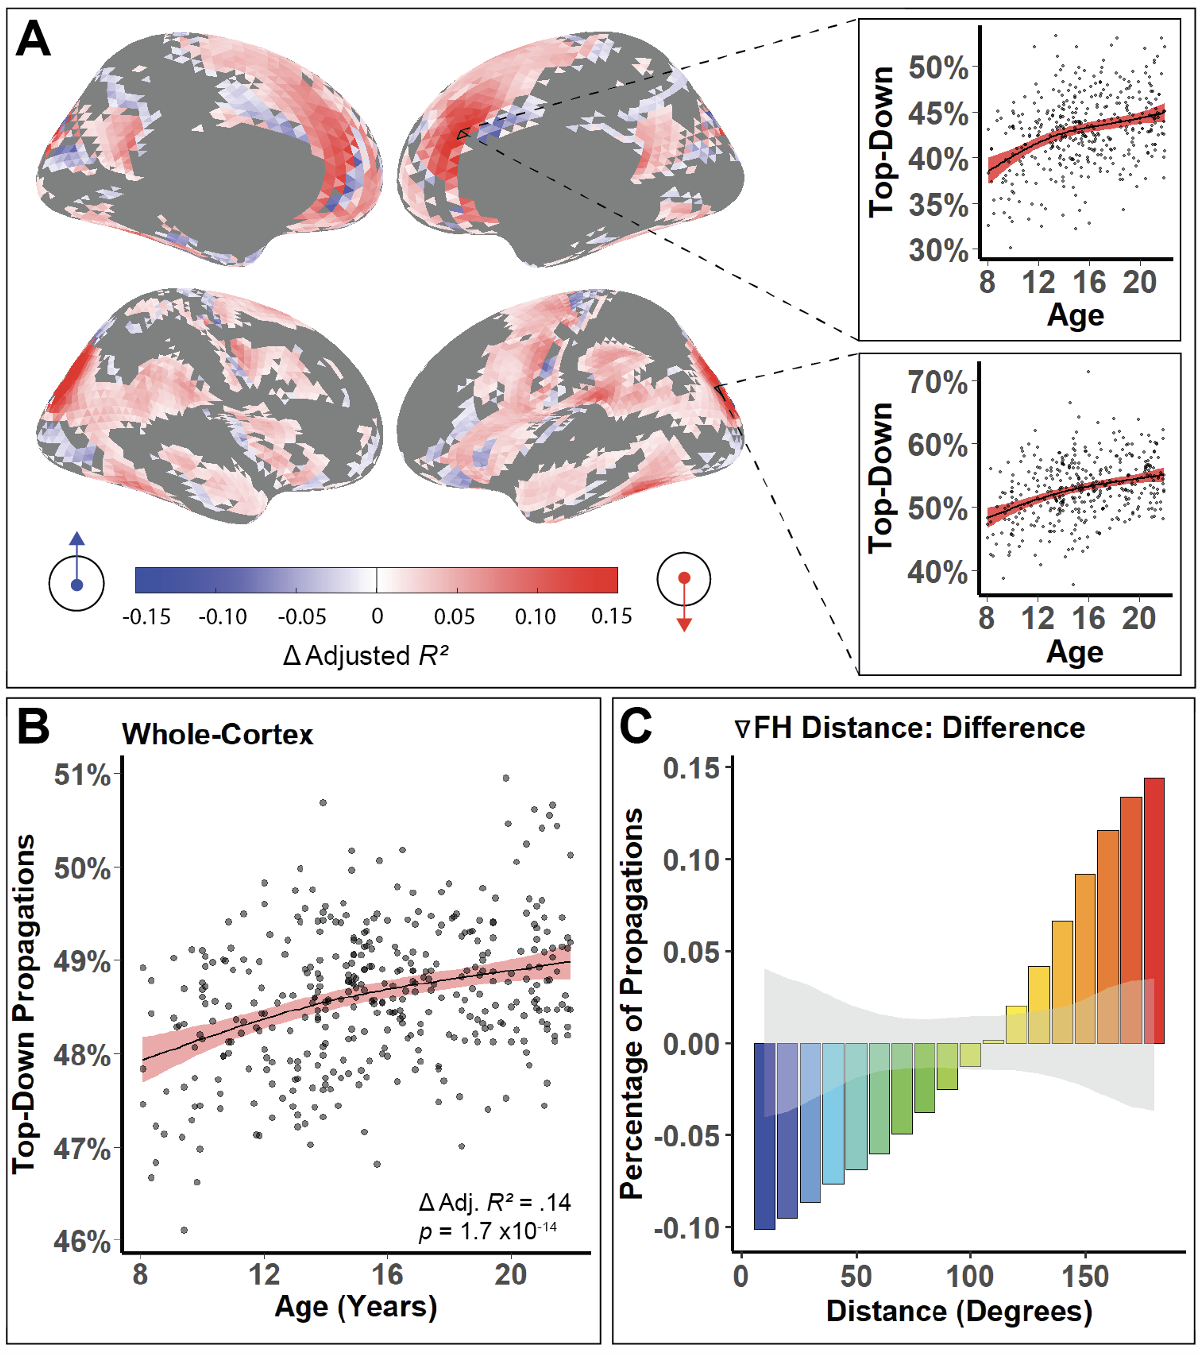 A
Top-Down
50%
45%
40%
35%
30%
8 12 16 20
Age
Top-Down
70%
60%
50%
40%
8 12 16 20
Age
-0.15 -0.10 -0.05 0 0.05 0.10 0.15
Δ Adjusted R²
B
Whole-Cortex
Top-Down Propagations
51%
50%
49%
48%
47%
46%
Δ Adj. R² = .14
p = 1.7 x10⁻¹⁴
8 12 16 20
Age (Years)
C
∇FH Distance: Difference
Percentage of Propagations
0.15
0.10
0.05
0.00
-0.05
-0.10
0 50 100 150
Distance (Degrees)